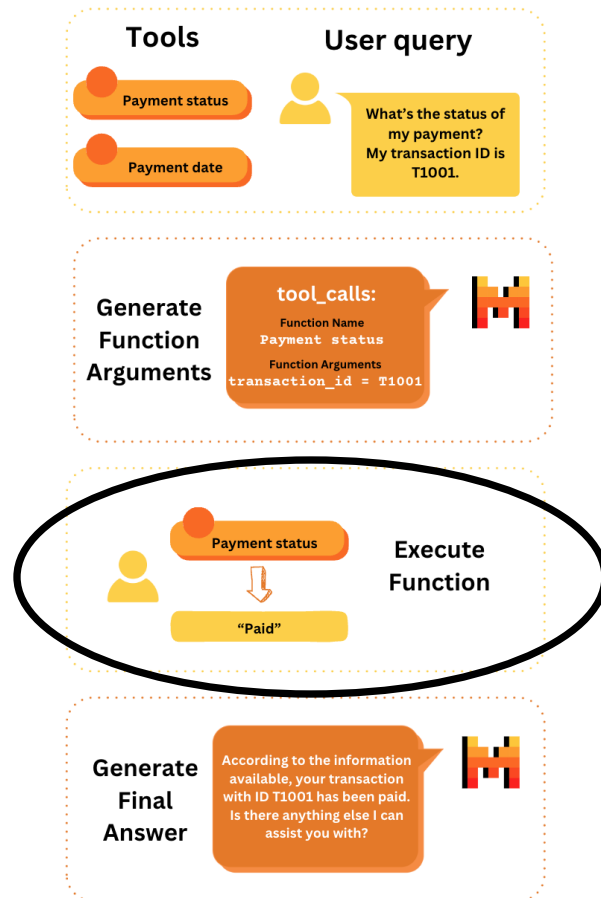 Tools
User query
Payment status
Payment date
What's the status of
my payment?
My transaction ID is
T1001.
Generate
Function
Arguments
tool_calls:
Function Name
Payment status
Function Arguments
transaction_id = T1001
Payment status
“Paid”
Execute
Function
Generate
Final
Answer
According to the information
available, your transaction
with ID T1001 has been paid.
Is there anything else I can
assist you with?